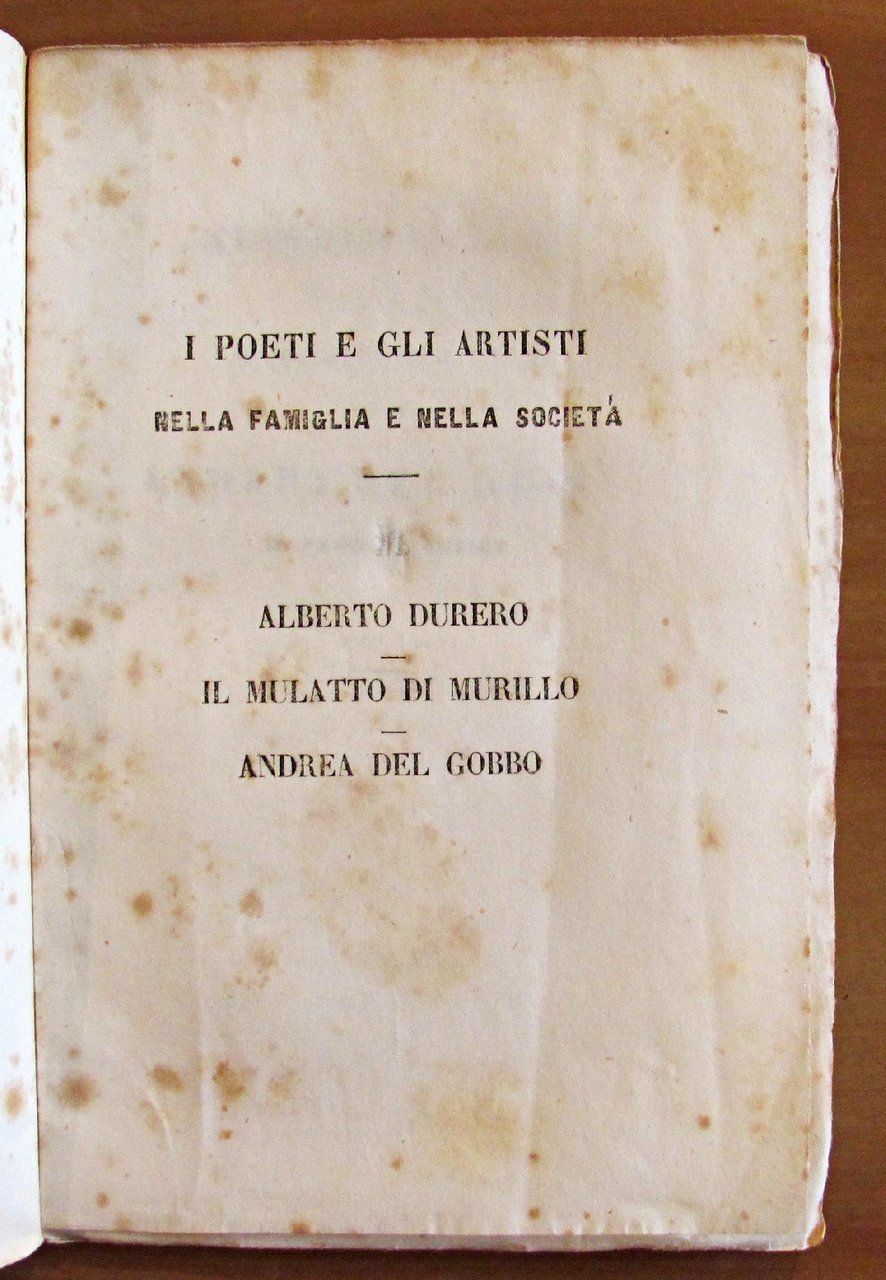 I POETI E GLI ARTISTI
NELLA FAMIGLIA E NELLA SOCIETÀ
ALBERTO DURERO
IL MULATTO DI MURILLO
ANDREA DEL GOBBO